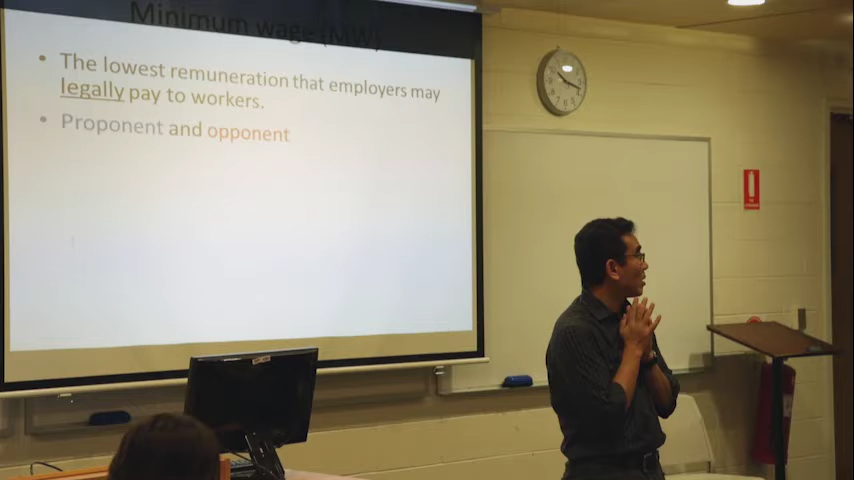 Minimum wage (MW)
• The lowest remuneration that employers may
legally pay to workers.
• Proponent and opponent